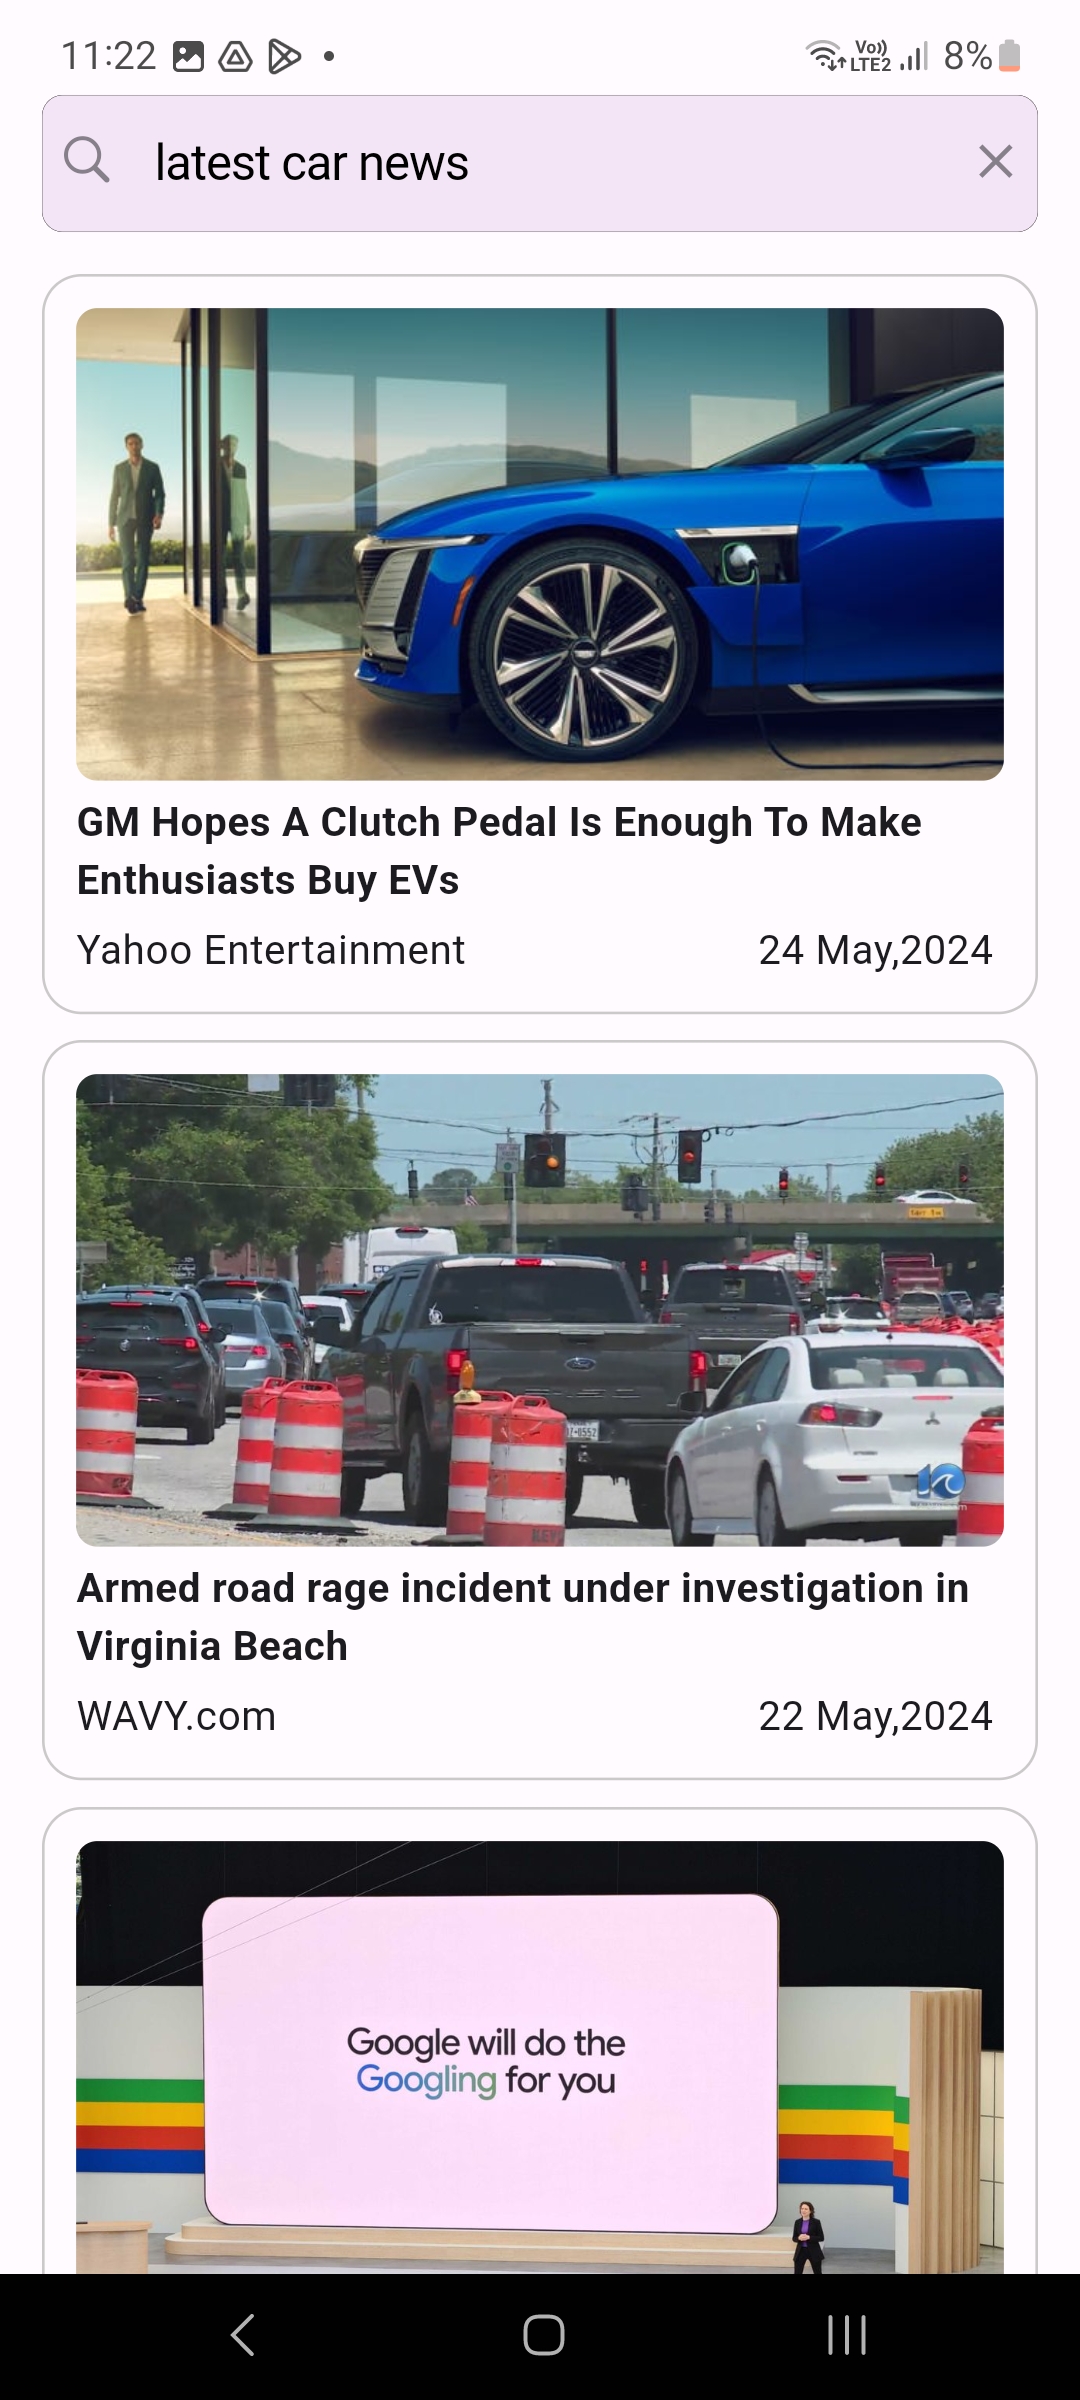 11:22
Vo))
LTE2
8%
latest car news
GM Hopes A Clutch Pedal Is Enough To Make
Enthusiasts Buy EVs
Yahoo Entertainment
24 May,2024
Armed road rage incident under investigation in
Virginia Beach
WAVY.com
22 May,2024
Google will do the
Googling for you